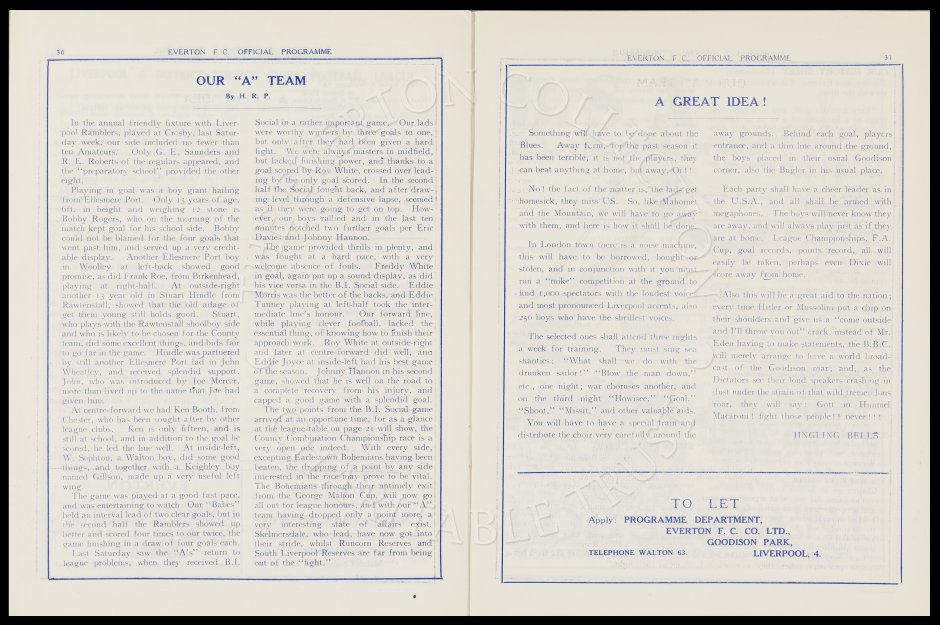 30
EVERTON F C. OFFICIAL PROGRAMME
OUR "A" TEAM
By H. R. P.
In the annual friendly fixture with Liver-
pool Ramblers, played at Crosby, last Satur-
day week, our side included no fewer than
ten Amateurs. Only G. E. Saunders and
R. E. Roberts of the regulars appeared, and
the "preparatory school" provided the other
eight.
Playing in goal was a boy giant hailing
from Ellesmere Port. Only 13 years of age,
6ft. in height and weighing 12 stone is
Bobby Rogers, who on the morning of the
match kept goal for his school side. Bobby
could not be blamed for the four goals that
went past him, and served up a very credit-
able display. Another Ellesmere Port boy
in Woolley at left-back showed good
promise, as did Frank Roe, from Birkenhead,
playing at right-half. At outside-right
another 13 year old in Stuart Hindle from
Rawtenstall, showed that the old adage of
get them young still holds good. Stuart,
who plays with the Rawtenstall shoolboy side
and who is likely to be chosen for the County
team, did some excellent things, and bids fair
to go far in the game. Hindle was partnered
by still another Ellesmere Port lad in John
Wheatley, and received splendid support.
John, who was introduced by Joe Mercer,
more than lived up to the name that Joe had
given him.
At centre-forward we had Ken Booth, from
Chester, who has been sought after by other
league clubs. Ken is only fifteen, and is
still at school, and in addition to the goal he
scored, he led the line well. At inside-left,
W. Sephton, a Walton boy, did some good
things, and together with a Keighley boy
named Gillson, made up a very useful left
wing.
The game was played at a good fast pace,
and was entertaining to watch Our "Babes"
held an interval lead of two clear goals, but in
the second half the Ramblers showed up
better and scored four times to our twice, the
game finishing in a draw of four goals each.
Last Saturday saw the "A's" return to
league problems, when they received B.I.
Social in a rather important game. Our lads
were worthy winners by three goals to one,
but only after they had been given a hard
fight. We were always masters in midfield,
but lacked finishing power, and thanks to a
goal scored by Roy White, crossed over lead-
ing by the only goal scored. In the second
half the Social fought back, and after draw-
ing level through a defensive lapse, seemed
as if they were going to get on top. How-
ever, our boys rallied and in the last ten
minutes notched two further goals per Eric
Davies and Johnny Hannon.
The game provided thrills in plenty, and
was fought at a hard pace, with a very
welcome absence of fouls. Freddy White
in goal, again put up a sound display, as did
his vice versa in the B.I. Social side. Eddie
Morris was the better of the backs, and Eddie
Tunney playing at left-half took the inter-
mediate line's honour. Our forward line,
while playing clever football, lacked the
essential thing, of knowing how to finish their
approach work. Roy White at outside-right
and later at centre-forward did well, and
Eddie Joyce at inside-left had his best game
of the season. Johnny Hannon in his second
game, showed that he is well on the road to
a complete recovery from his injury, and
capped a good game with a splendid goal.
The two points from the B.I. Social game
arrived at an opportune time, for as a glance
at the league table on page 21 will show, the
County Combination Championship race is a
very open one indeed. With every side,
excepting Earlestown Bohemians having been
beaten, the dropping of a point by any side
interested in the race may prove to be vital.
The Bohemians through their untimely exit
from the George Mahon Cup, will now go
all out for league honours, and with our "A"
team having dropped only a point more, a
very interesting state of affairs exist.
Skelmersdale, who lead, have now got into
their stride, whilst Runcorn Reserves and
South Liverpool Reserves are far from being
out of the "fight."
EVERTON F C. OFFICIAL PROGRAMME
31
A GREAT IDEA!
Something will have to be done about the
Blues. Away form, for the past season it
has been terrible, it is not the players, they
can beat anything at home, but away, Oi!!
No! the fact of the matter is, the lads get
homesick, they miss US. So, like Mahomet
and the Mountain, we will have to go away
with them, and here is how it shall be done.
In London town there is a noise machine,
this will have to be borrowed, bought or
stolen, and in conjunction with it you must
run a "mike" competition at the ground to
find 1,000 spectators with the loudest voices
and most pronounced Liverpool accents, also
250 boys who have the shrillest voices.
The selected ones shall attend three nights
a week for training. They must sing sea
shanties: "What shall we do with the
drunken sailor!" "Blow the man down,"
etc., one night; war choruses another, and
on the third night "Howisee," "Goal,"
"Shoot," "Missit," and other valuable aids.
You will have to have a special train and
distribute the choir very carefully around the
away grounds. Behind each goal, players
entrance, and a thin line around the ground,
the boys placed in their usual Goodison
corner, also the Bugler in his usual place.
Each party shall have a cheer leader as in
the U.S.A., and all shall be armed with
megaphones. The boys will never know they
are away, and will always play just as if they
are at home. League Championships, F.A.
Cup, goal records, points record, all will
easily be taken, perhaps even Dixie will
score away from home.
Also this will be a great aid to the nation;
every time Hitler or Mussolini put a chip on
their shoulders and give us a "come outside
and I'll throw you out" crack, instead of Mr.
Eden having to make statements, the B.B.C.
will merely arrange to have a world broad-
cast of the Goodison roar; and, as the
Dictators see their loud speakers crashing in
dust under the strain of that wild tremen-ious
roar, they will say: Gott in Himmel
Macaroni! fight those people!! never!!!
JINGLING BELLS.
TO LET
Apply: PROGRAMME DEPARTMENT,
EVERTON F. C. CO. LTD.,
GOODISON PARK,
TELEPHONE WALTON 63. LIVERPOOL, 4.